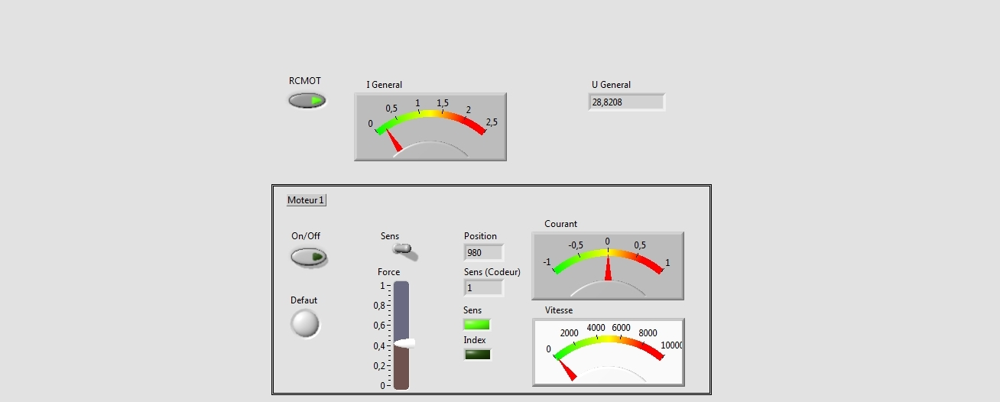 RCMOT
I General
U General
28,8208
0
0,5
1
1,5
2
2,5
Moteur1
On/Off
Sens
Position
980
Courant
-1
-0,5
0
0,5
1
Force
Sens (Codeur)
1
1
0,8
0,6
0,4
0,2
0
Defaut
Sens
Index
Vitesse
0
2000
4000
6000
8000
10000